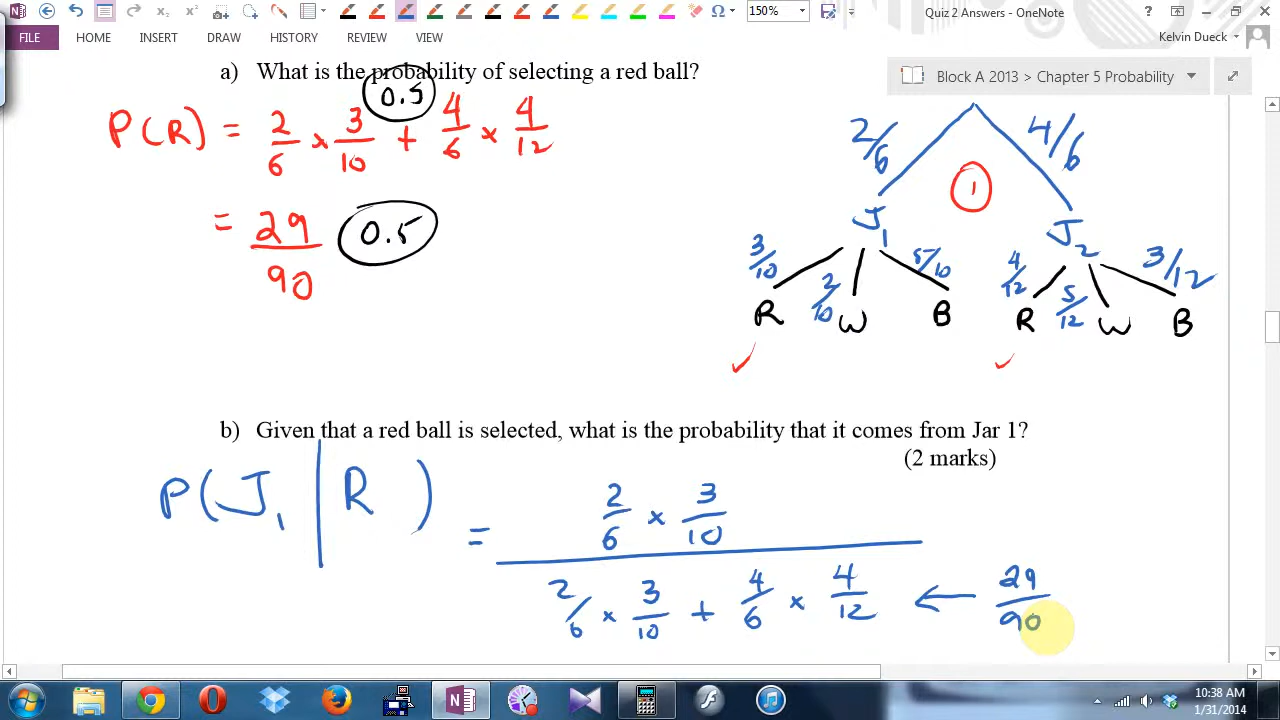 Quiz 2 Answers - OneNote
150%
FILE HOME INSERT DRAW HISTORY REVIEW VIEW
Kelvin Dueck
Block A 2013 > Chapter 5 Probability
a) What is the probability of selecting a red ball?
0.5
P(R) = 2/6 × 3/10 + 4/6 × 4/12
= 29/90 0.5
2/6 4/6
1
J1 J2
3/10 2/10 5/10 4/12 5/12 3/12
R W B R W B
b) Given that a red ball is selected, what is the probability that it comes from Jar 1?
(2 marks)
P(J1 | R) =
2/6 × 3/10
2/6 × 3/10 + 4/6 × 4/12 ← 29/90
10:38 AM
1/31/2014